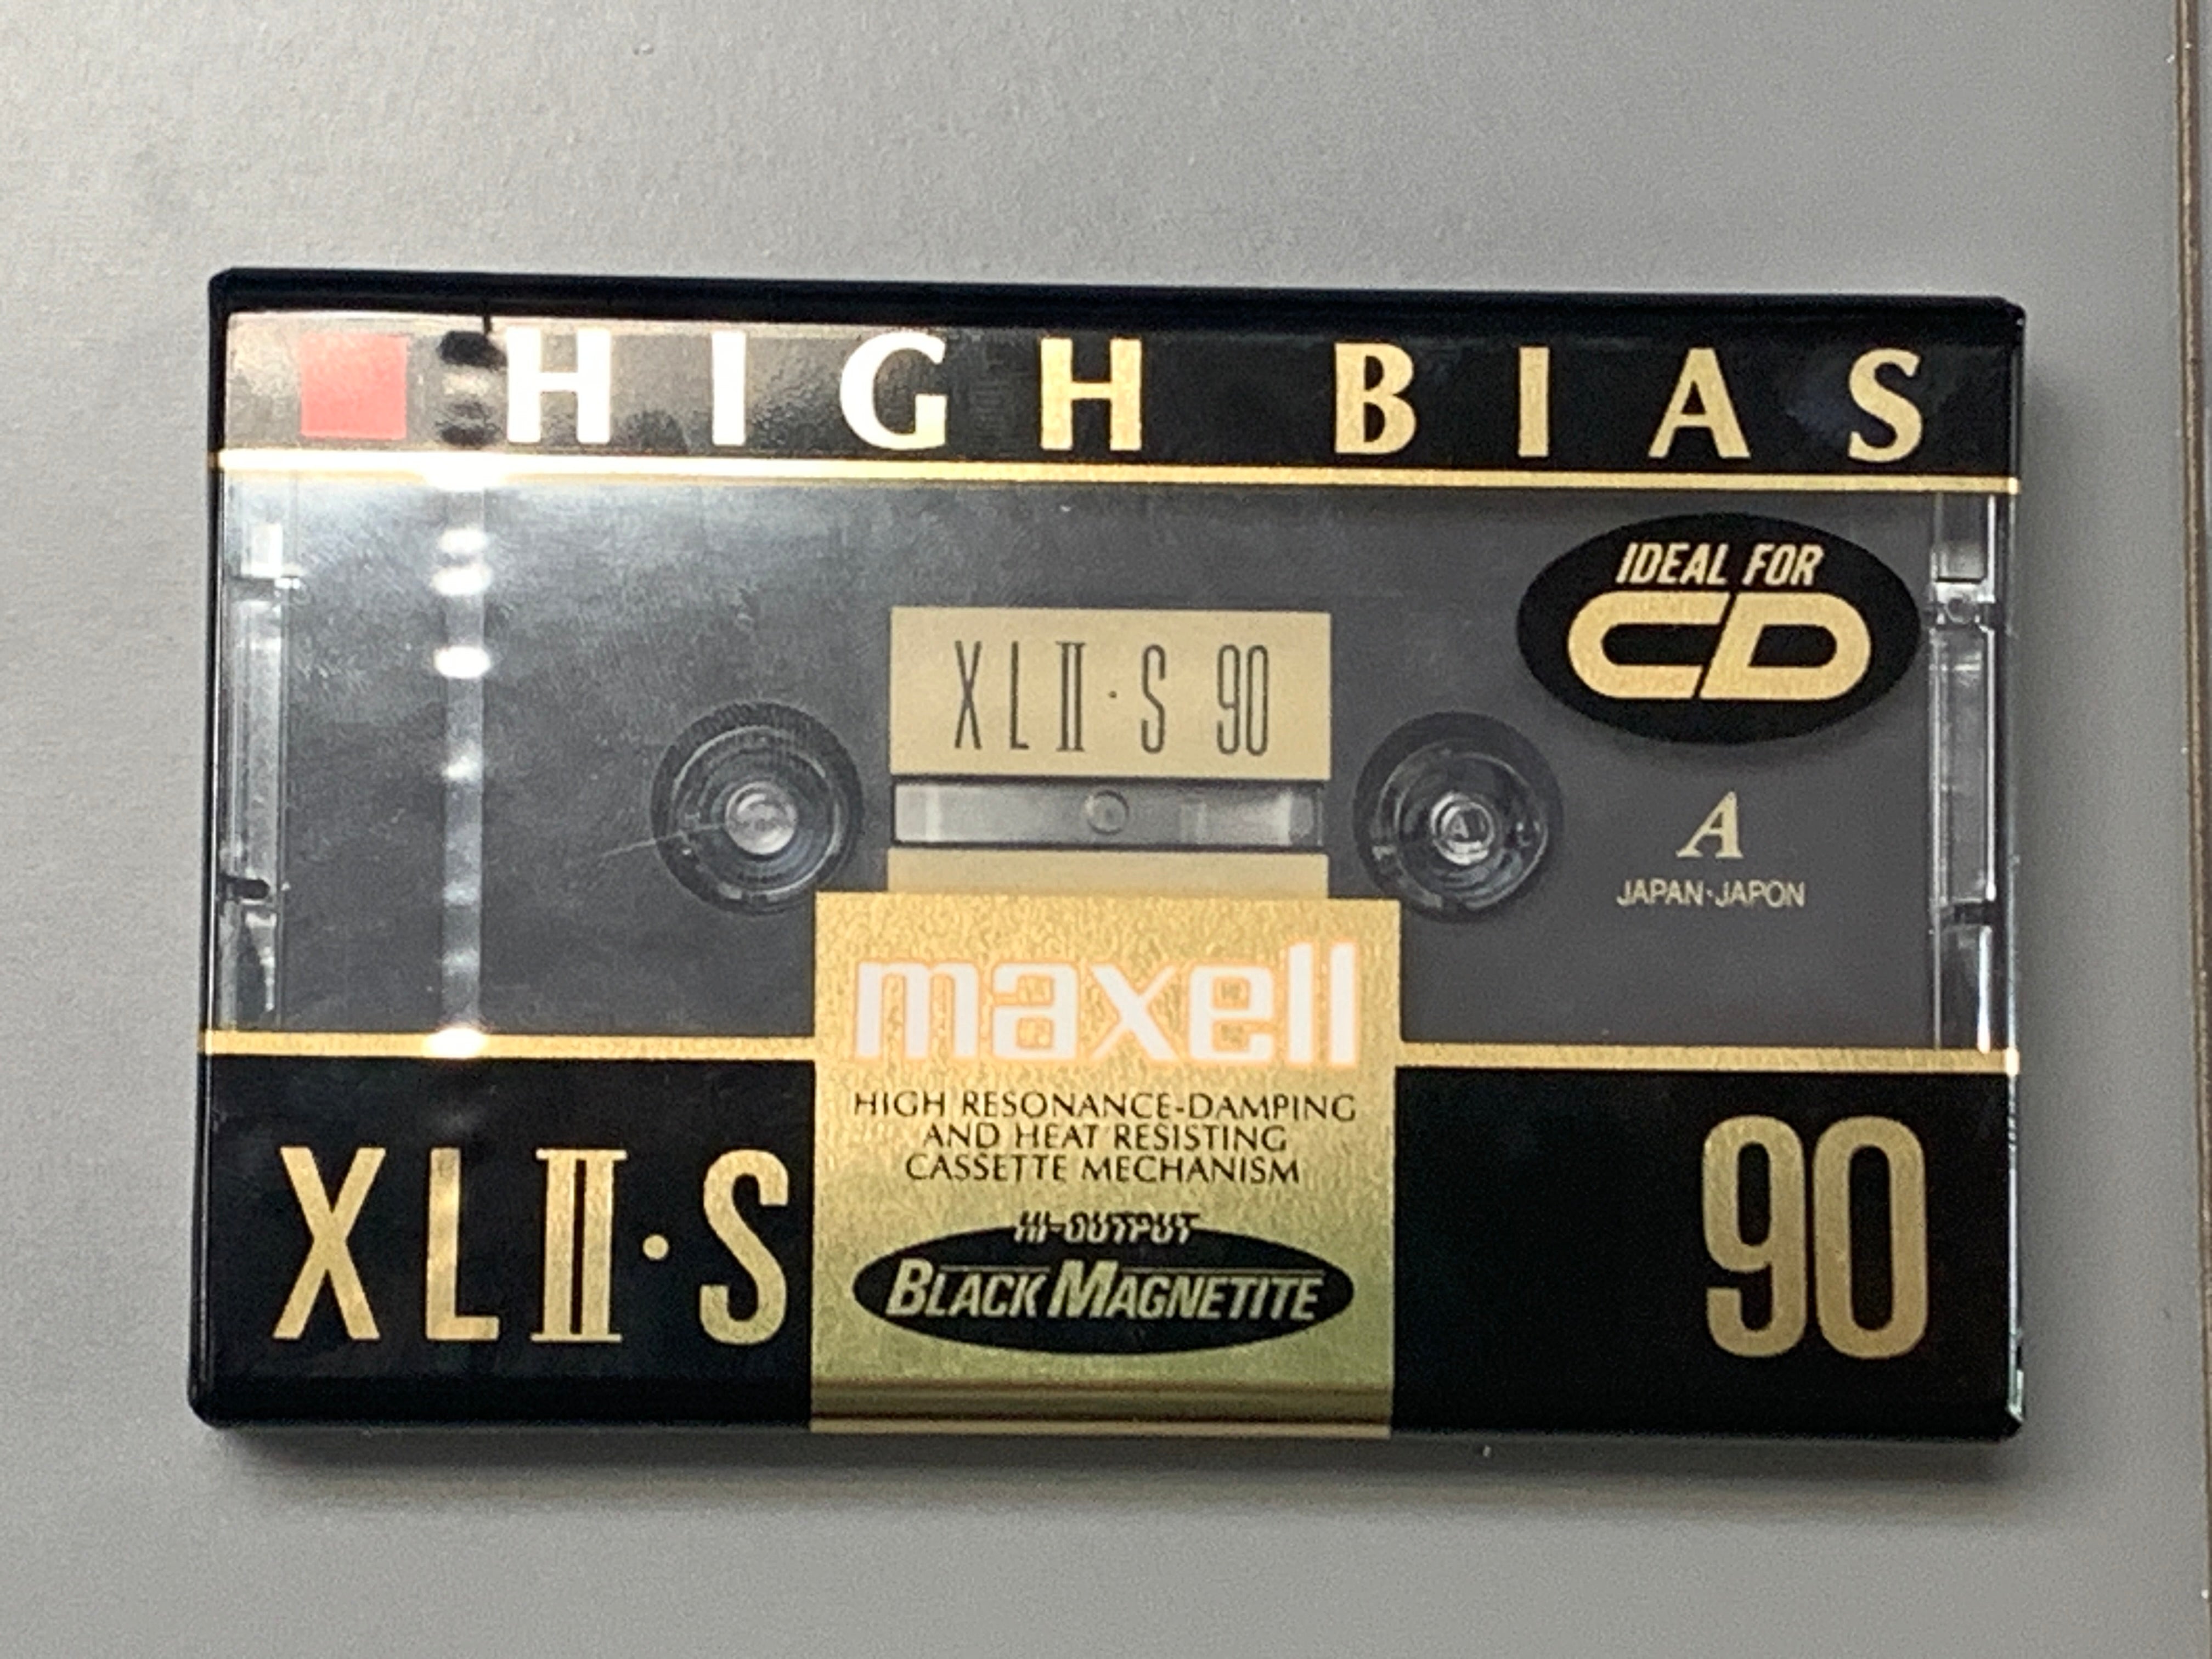 HIGH BIAS
IDEAL FOR
CD
XLII·S 90
A
JAPAN·JAPON
maxell
HIGH RESONANCE-DAMPING
AND HEAT RESISTING
CASSETTE MECHANISM
HI-OUTPUT
BLACK MAGNETITE
XLII·S
90